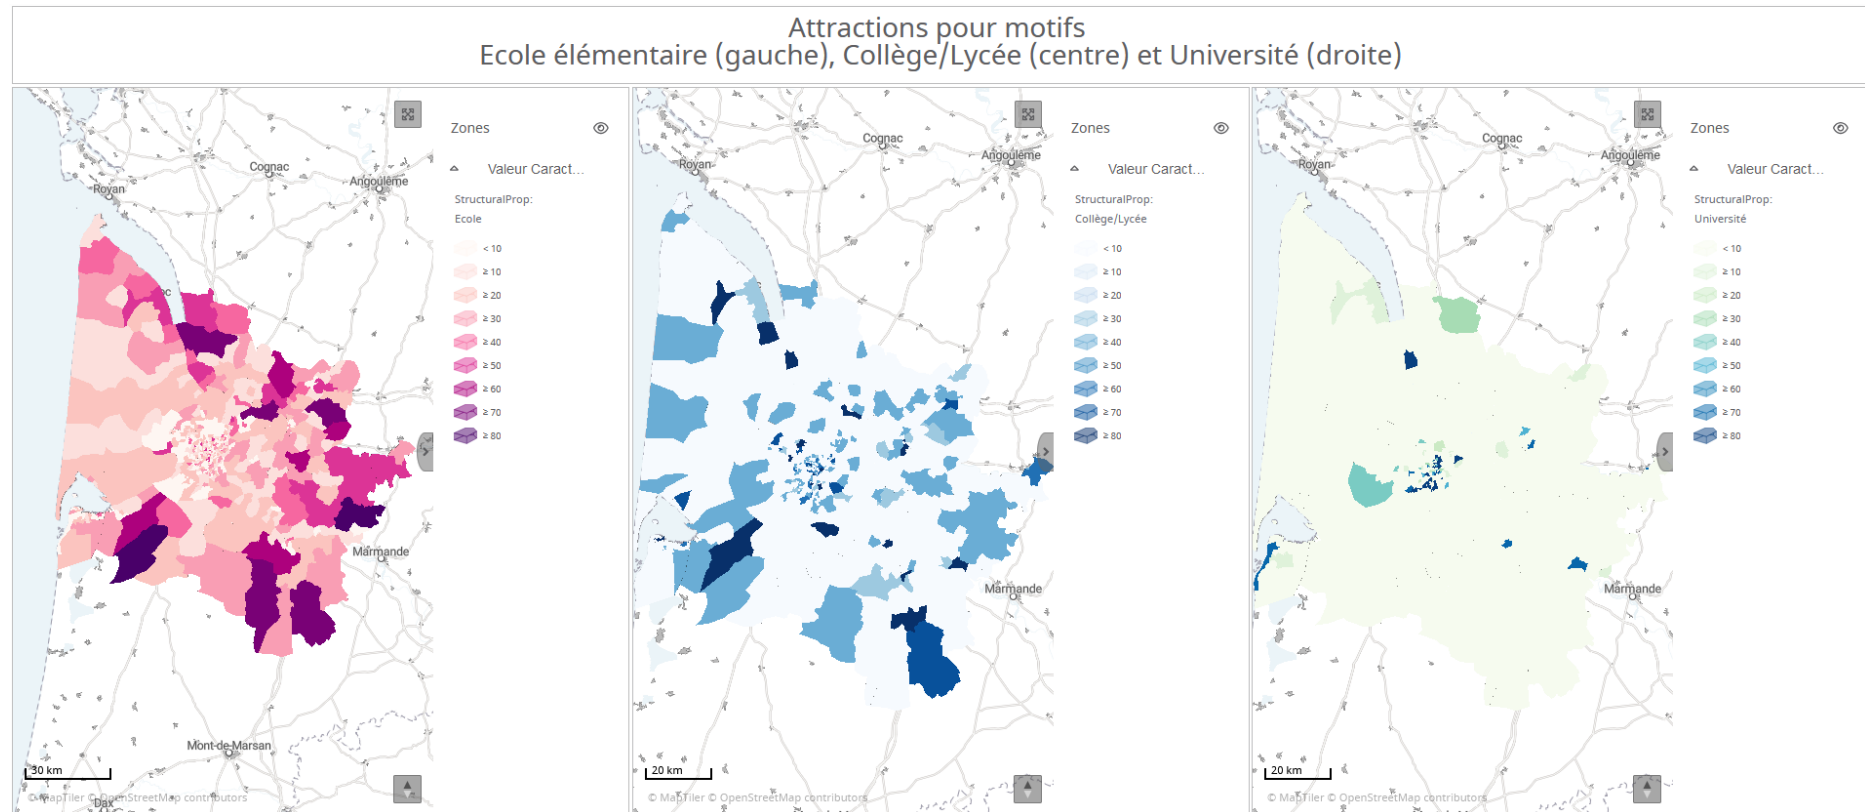 Attractions pour motifs
Ecole élémentaire (gauche), Collège/Lycée (centre) et Université (droite)
Royan
Cognac
Angoulême
Marmande
Mont-de-Marsan
Dax
30 km
© MapTiler © OpenStreetMap contributors
Zones
Valeur Caract...
StructuralProp:
Ecole
< 10
≥ 10
≥ 20
≥ 30
≥ 40
≥ 50
≥ 60
≥ 70
≥ 80
Royan
Cognac
Angoulême
Marmande
20 km
© MapTiler © OpenStreetMap contributors
Zones
Valeur Caract...
StructuralProp:
Collège/Lycée
< 10
≥ 10
≥ 20
≥ 30
≥ 40
≥ 50
≥ 60
≥ 70
≥ 80
Royan
Cognac
Angoulême
Marmande
20 km
© MapTiler © OpenStreetMap contributors
Zones
Valeur Caract...
StructuralProp:
Université
< 10
≥ 10
≥ 20
≥ 30
≥ 40
≥ 50
≥ 60
≥ 70
≥ 80